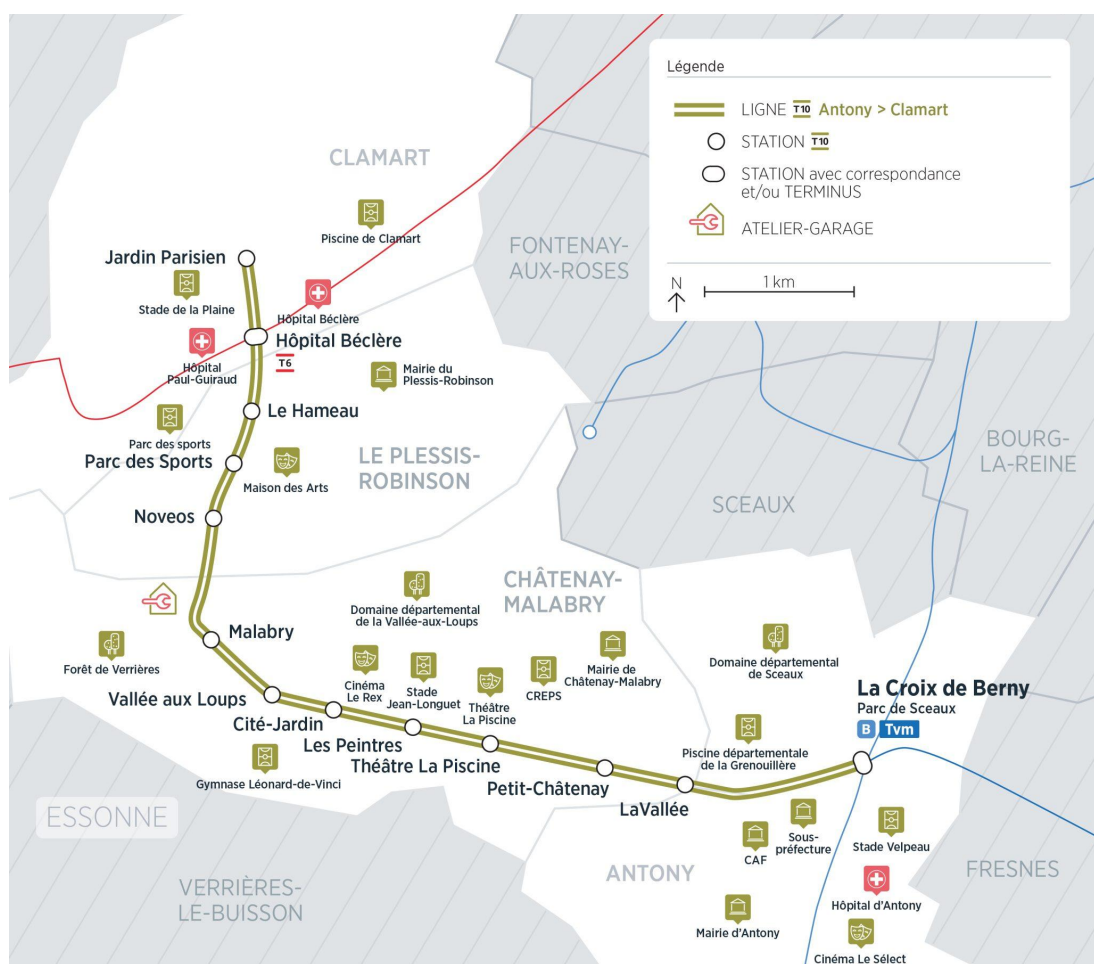 Légende
LIGNE T10 Antony > Clamart
STATION T10
STATION avec correspondance
et/ou TERMINUS
ATELIER-GARAGE
N
1 km
CLAMART
Piscine de Clamart
FONTENAY-
AUX-ROSES
Jardin Parisien
Stade de la Plaine
Hôpital Béclère
Hôpital Béclère
T6
Hôpital
Paul-Guiraud
Mairie du
Plessis-Robinson
Le Hameau
Parc des sports
Parc des Sports
LE PLESSIS-
ROBINSON
Maison des Arts
BOURG-
LA-REINE
SCEAUX
Noveos
CHÂTENAY-
MALABRY
Domaine départemental
de la Vallée-aux-Loups
Malabry
Forêt de Verrières
Cinéma
Le Rex
Stade
Jean-Longuet
Théâtre
La Piscine
CREPS
Mairie de
Châtenay-Malabry
Domaine départemental
de Sceaux
Vallée aux Loups
Cité-Jardin
Les Peintres
Théâtre La Piscine
Petit-Châtenay
LaVallée
La Croix de Berny
Parc de Sceaux
B Tvm
Piscine départementale
de la Grenouillère
Gymnase Léonard-de-Vinci
ESSONNE
CAF
Sous-
préfecture
Stade Velpeau
ANTONY
FRESNES
VERRIÈRES-
LE-BUISSON
Hôpital d'Antony
Mairie d'Antony
Cinéma Le Sélect